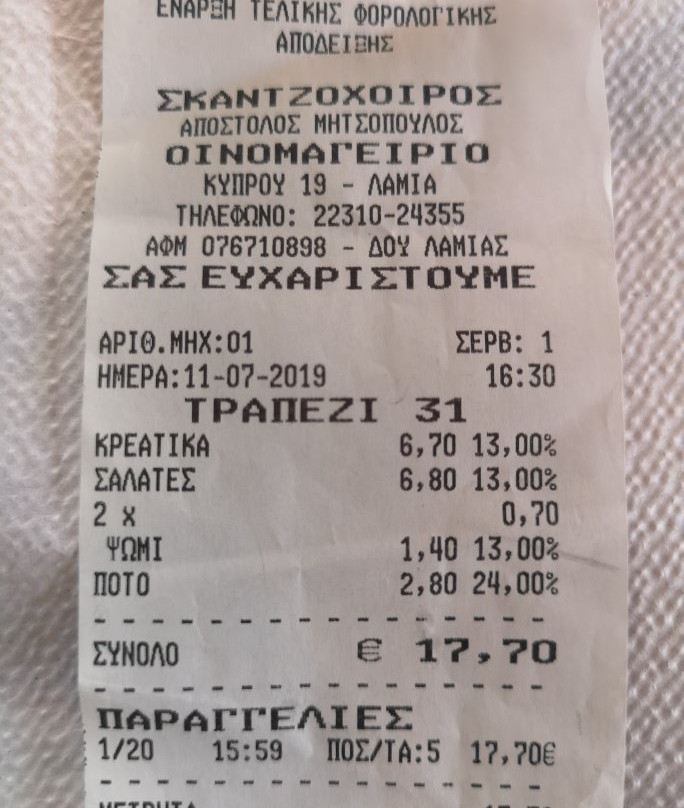 ΕΝΑΡΞΗ ΤΕΛΙΚΗΣ ΦΟΡΟΛΟΓΙΚΗΣ
ΑΠΟΔΕΙΞΗΣ
ΣΚΑΝΤΖΟΧΟΙΡΟΣ
ΑΠΟΣΤΟΛΟΣ ΜΗΤΣΟΠΟΥΛΟΣ
ΟΙΝΟΜΑΓΕΙΡΙΟ
ΚΥΠΡΟΥ 19 - ΛΑΜΙΑ
ΤΗΛΕΦΩΝΟ: 22310-24355
ΑΦΜ 076710898 - ΔΟΥ ΛΑΜΙΑΣ
ΣΑΣ ΕΥΧΑΡΙΣΤΟΥΜΕ
ΑΡΙΘ.ΜΗΧ:01 ΣΕΡΒ: 1
ΗΜΕΡΑ:11-07-2019 16:30
ΤΡΑΠΕΖΙ 31
ΚΡΕΑΤΙΚΑ 6,70 13,00%
ΣΑΛΑΤΕΣ 6,80 13,00%
2 x 0,70
ΨΩΜΙ 1,40 13,00%
ΠΟΤΟ 2,80 24,00%
ΣΥΝΟΛΟ € 17,70
ΠΑΡΑΓΓΕΛΙΕΣ
1/20 15:59 ΠΟΣ/ΤΑ:5 17,70€